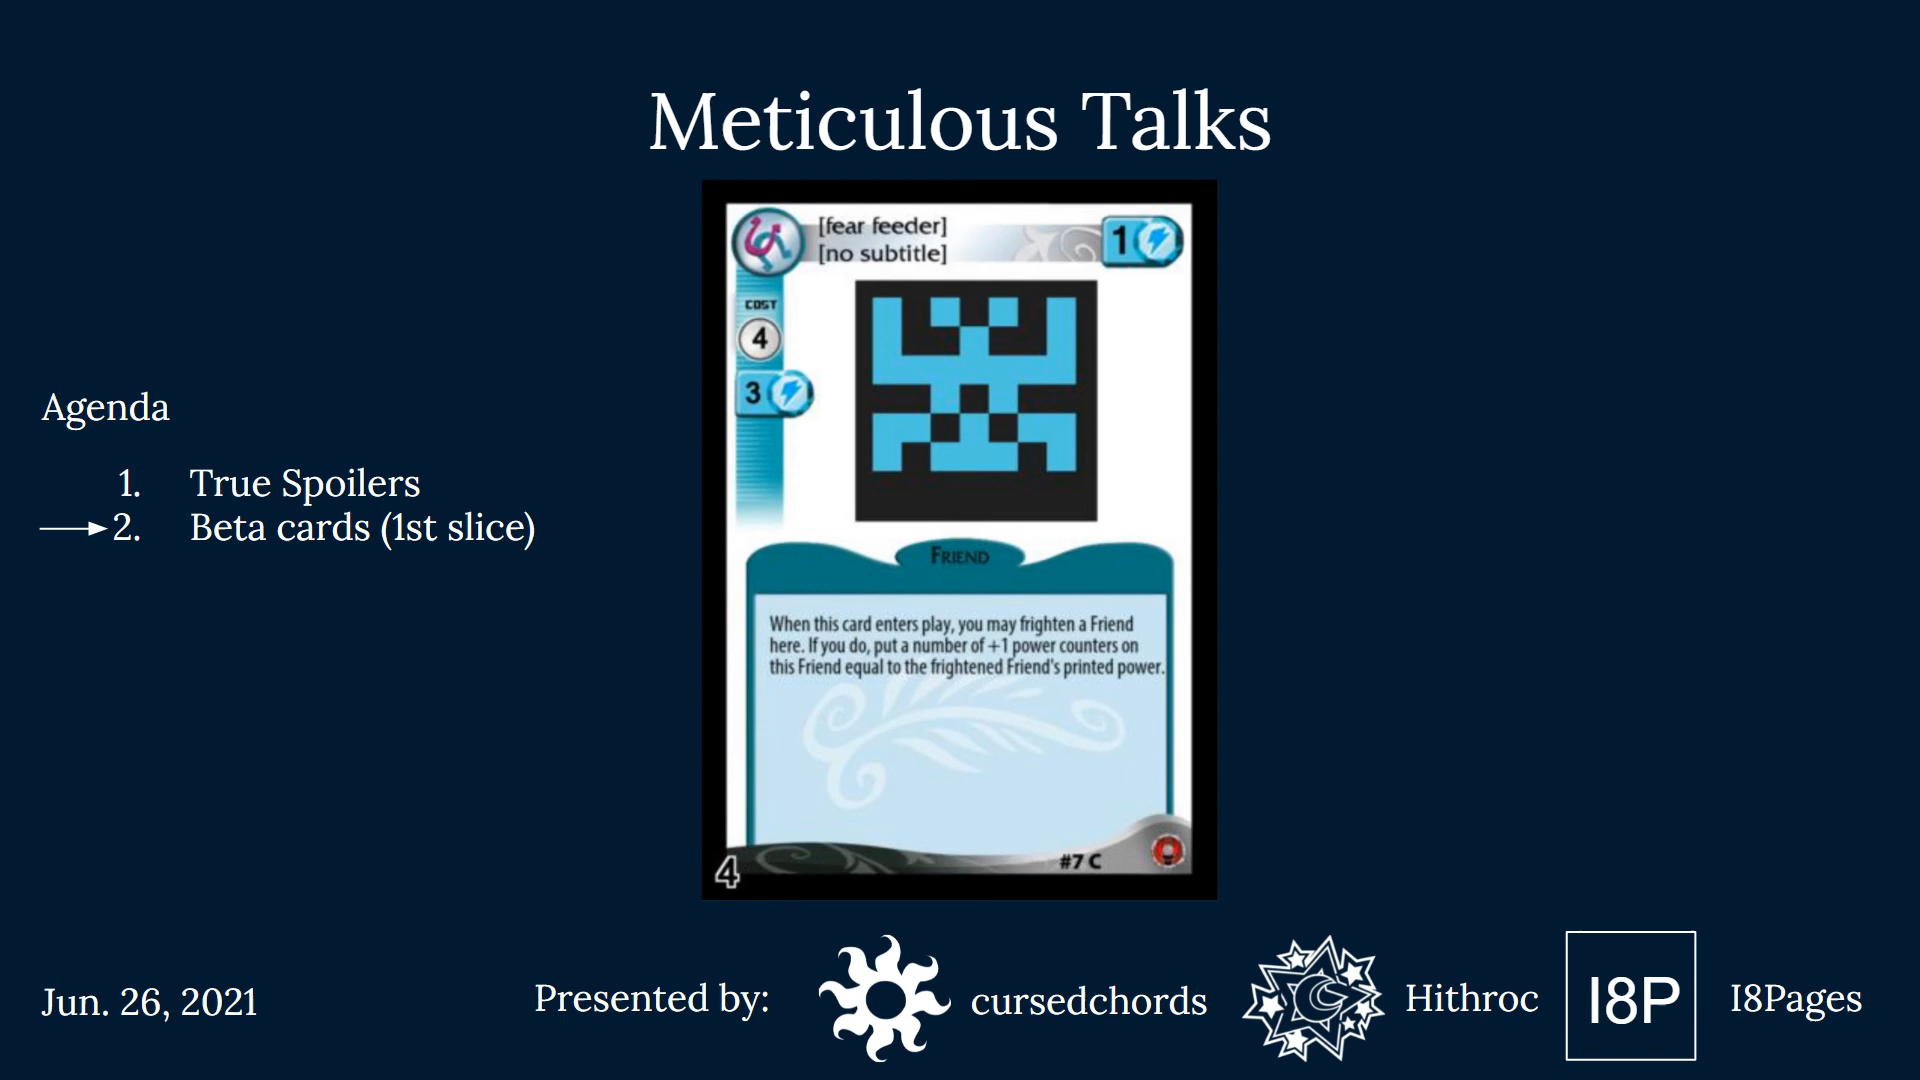 Meticulous Talks
[fear feeder]
[no subtitle]
1
COST
4
3
Agenda
1. True Spoilers
2. Beta cards (1st slice)
FRIEND
When this card enters play, you may frighten a Friend
here. If you do, put a number of +1 power counters on
this Friend equal to the frightened Friend's printed power.
#7 C
4
Jun. 26, 2021
Presented by:
cursedchords
Hithroc
I8P
I8Pages